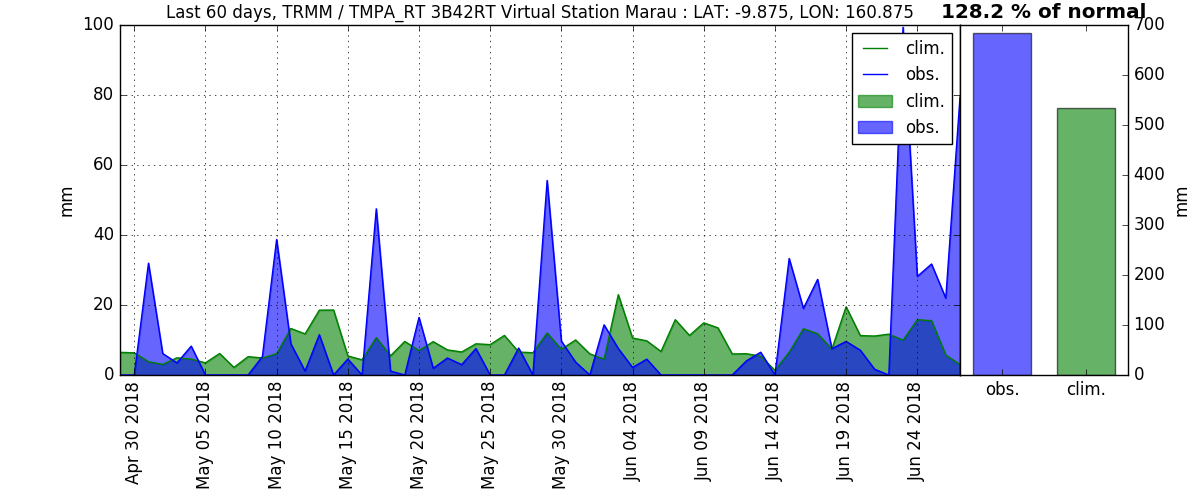 Last 60 days, TRMM / TMPA_RT 3B42RT Virtual Station Marau : LAT: -9.875, LON: 160.875
128.2 % of normal
100
80
60
40
20
0
mm
clim.
obs.
clim.
obs.
700
600
500
400
300
200
100
0
mm
obs.
clim.
Apr 30 2018
May 05 2018
May 10 2018
May 15 2018
May 20 2018
May 25 2018
May 30 2018
Jun 04 2018
Jun 09 2018
Jun 14 2018
Jun 19 2018
Jun 24 2018